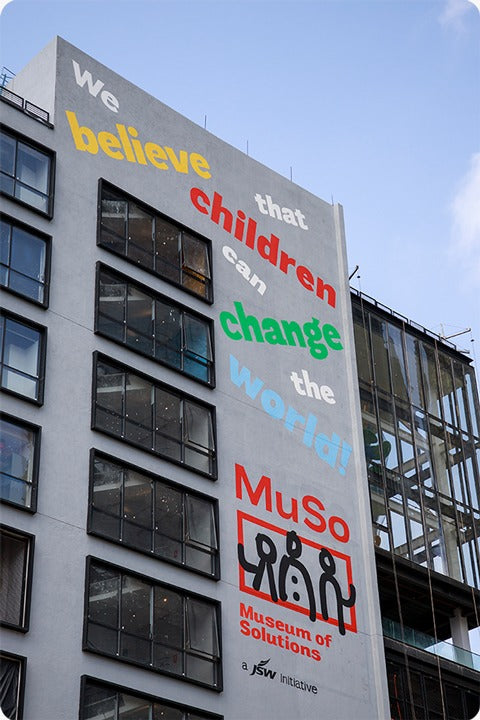 We
believe
that
children
can
change
the
world!
MuSo
Museum of
Solutions
a JSW Initiative